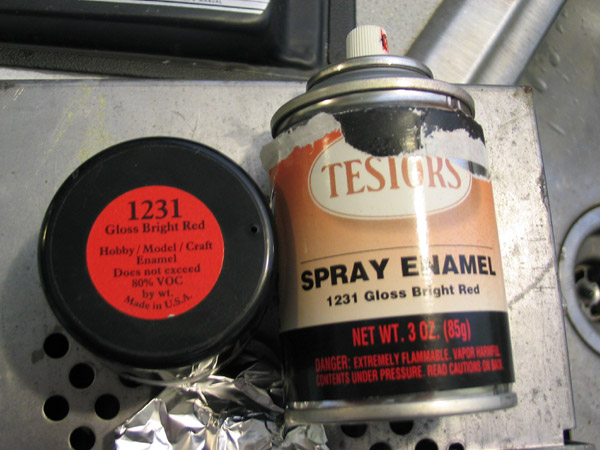 1231
Gloss Bright Red
Hobby / Model / Craft
Enamel
Does not exceed
80% VOC
by wt.
Made in U.S.A.
TESTORS
SPRAY ENAMEL
1231 Gloss Bright Red
NET WT. 3 OZ. (85g)
DANGER: EXTREMELY FLAMMABLE. VAPOR HARMFUL.
CONTENTS UNDER PRESSURE. READ CAUTIONS ON BACK